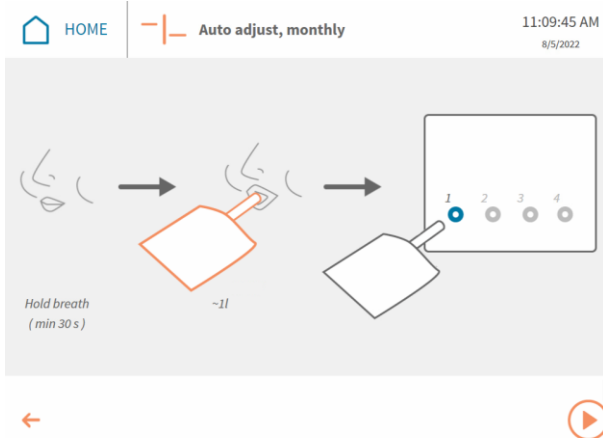 HOME
Auto adjust, monthly
11:09:45 AM
8/5/2022
1 2 3 4
Hold breath
( min 30 s )
~1l